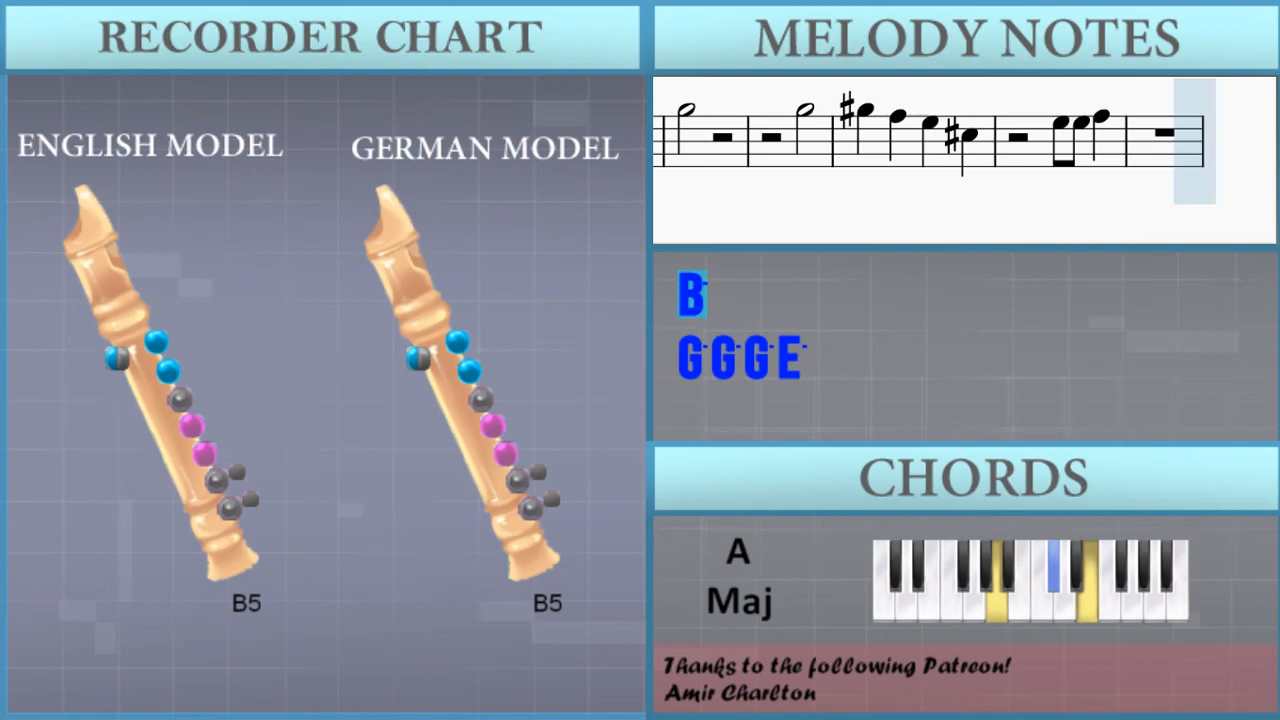 RECORDER CHART
ENGLISH MODEL
GERMAN MODEL
B5
B5
MELODY NOTES
B
G G G E
CHORDS
A
Maj
Thanks to the following Patreon!
Amir Charlton